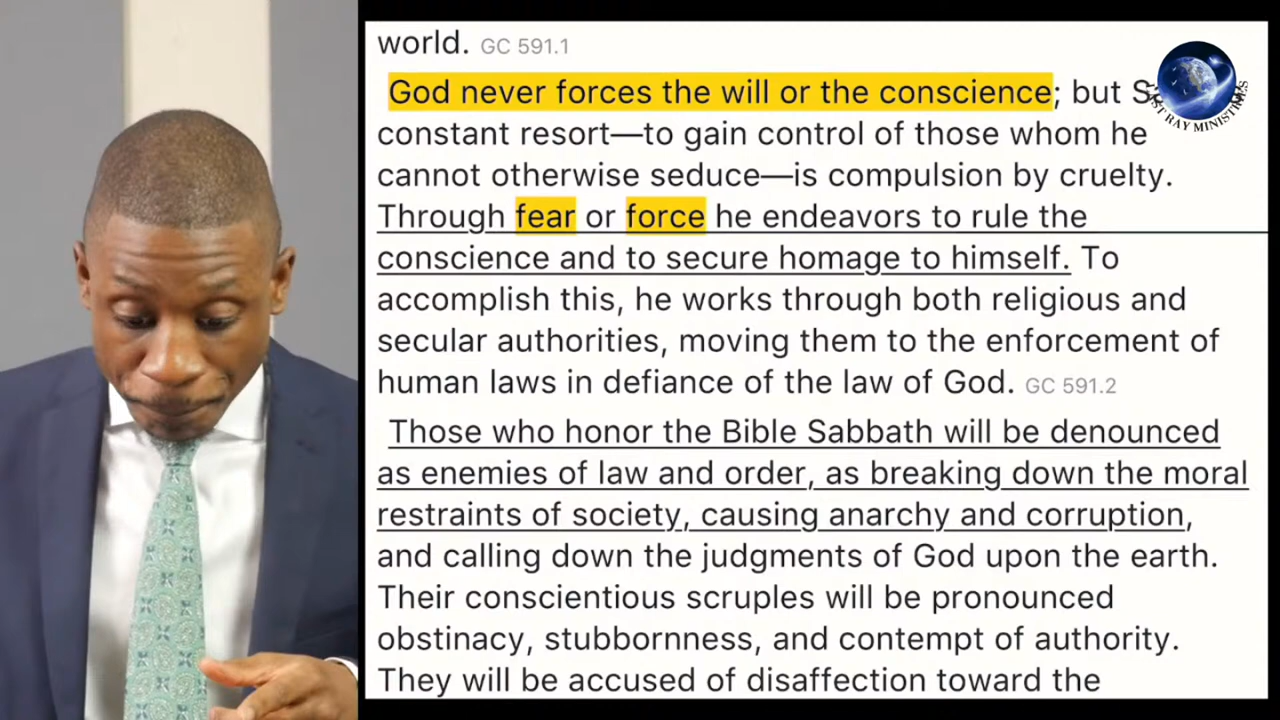 world. GC 591.1
God never forces the will or the conscience; but
constant resort—to gain control of those whom he
cannot otherwise seduce—is compulsion by cruelty.
Through fear or force he endeavors to rule the
conscience and to secure homage to himself. To
accomplish this, he works through both religious and
secular authorities, moving them to the enforcement of
human laws in defiance of the law of God. GC 591.2
Those who honor the Bible Sabbath will be denounced
as enemies of law and order, as breaking down the moral
restraints of society, causing anarchy and corruption,
and calling down the judgments of God upon the earth.
Their conscientious scruples will be pronounced
obstinacy, stubbornness, and contempt of authority.
They will be accused of disaffection toward the
RAY MINISTRIES